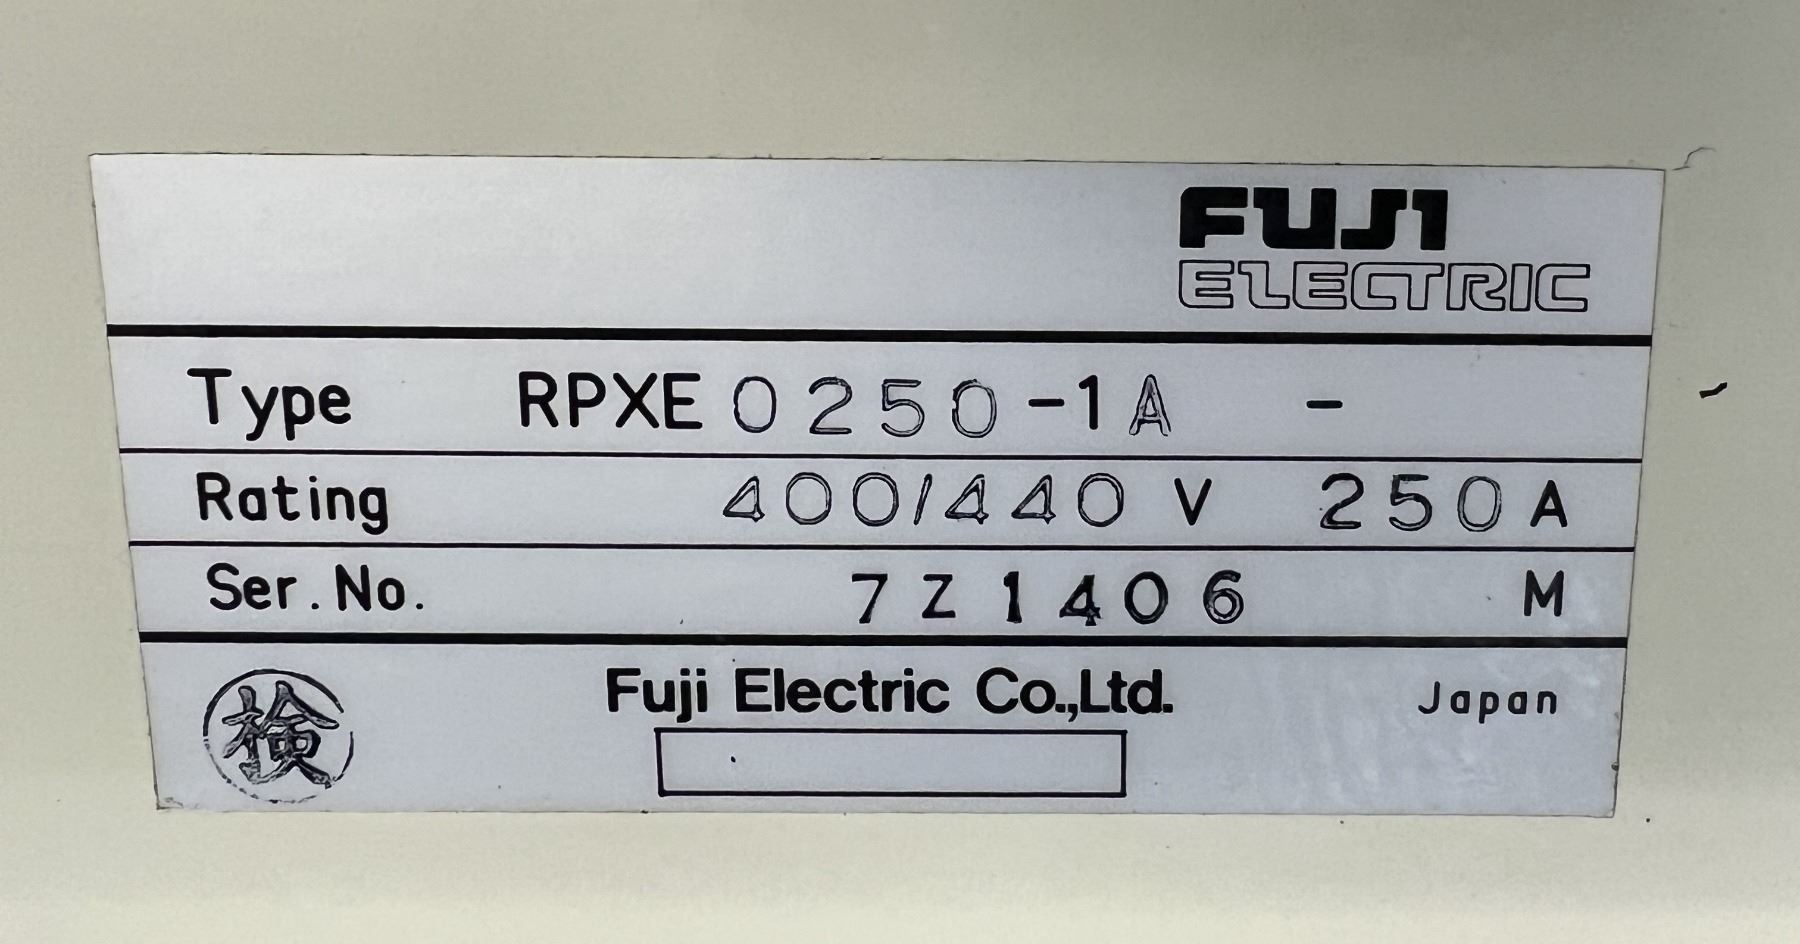 FUJI
ELECTRIC
Type RPXE 0250-1A -
Rating 400/440 V 250 A
Ser. No. 7Z1406 M
検
Fuji Electric Co.,Ltd. Japan